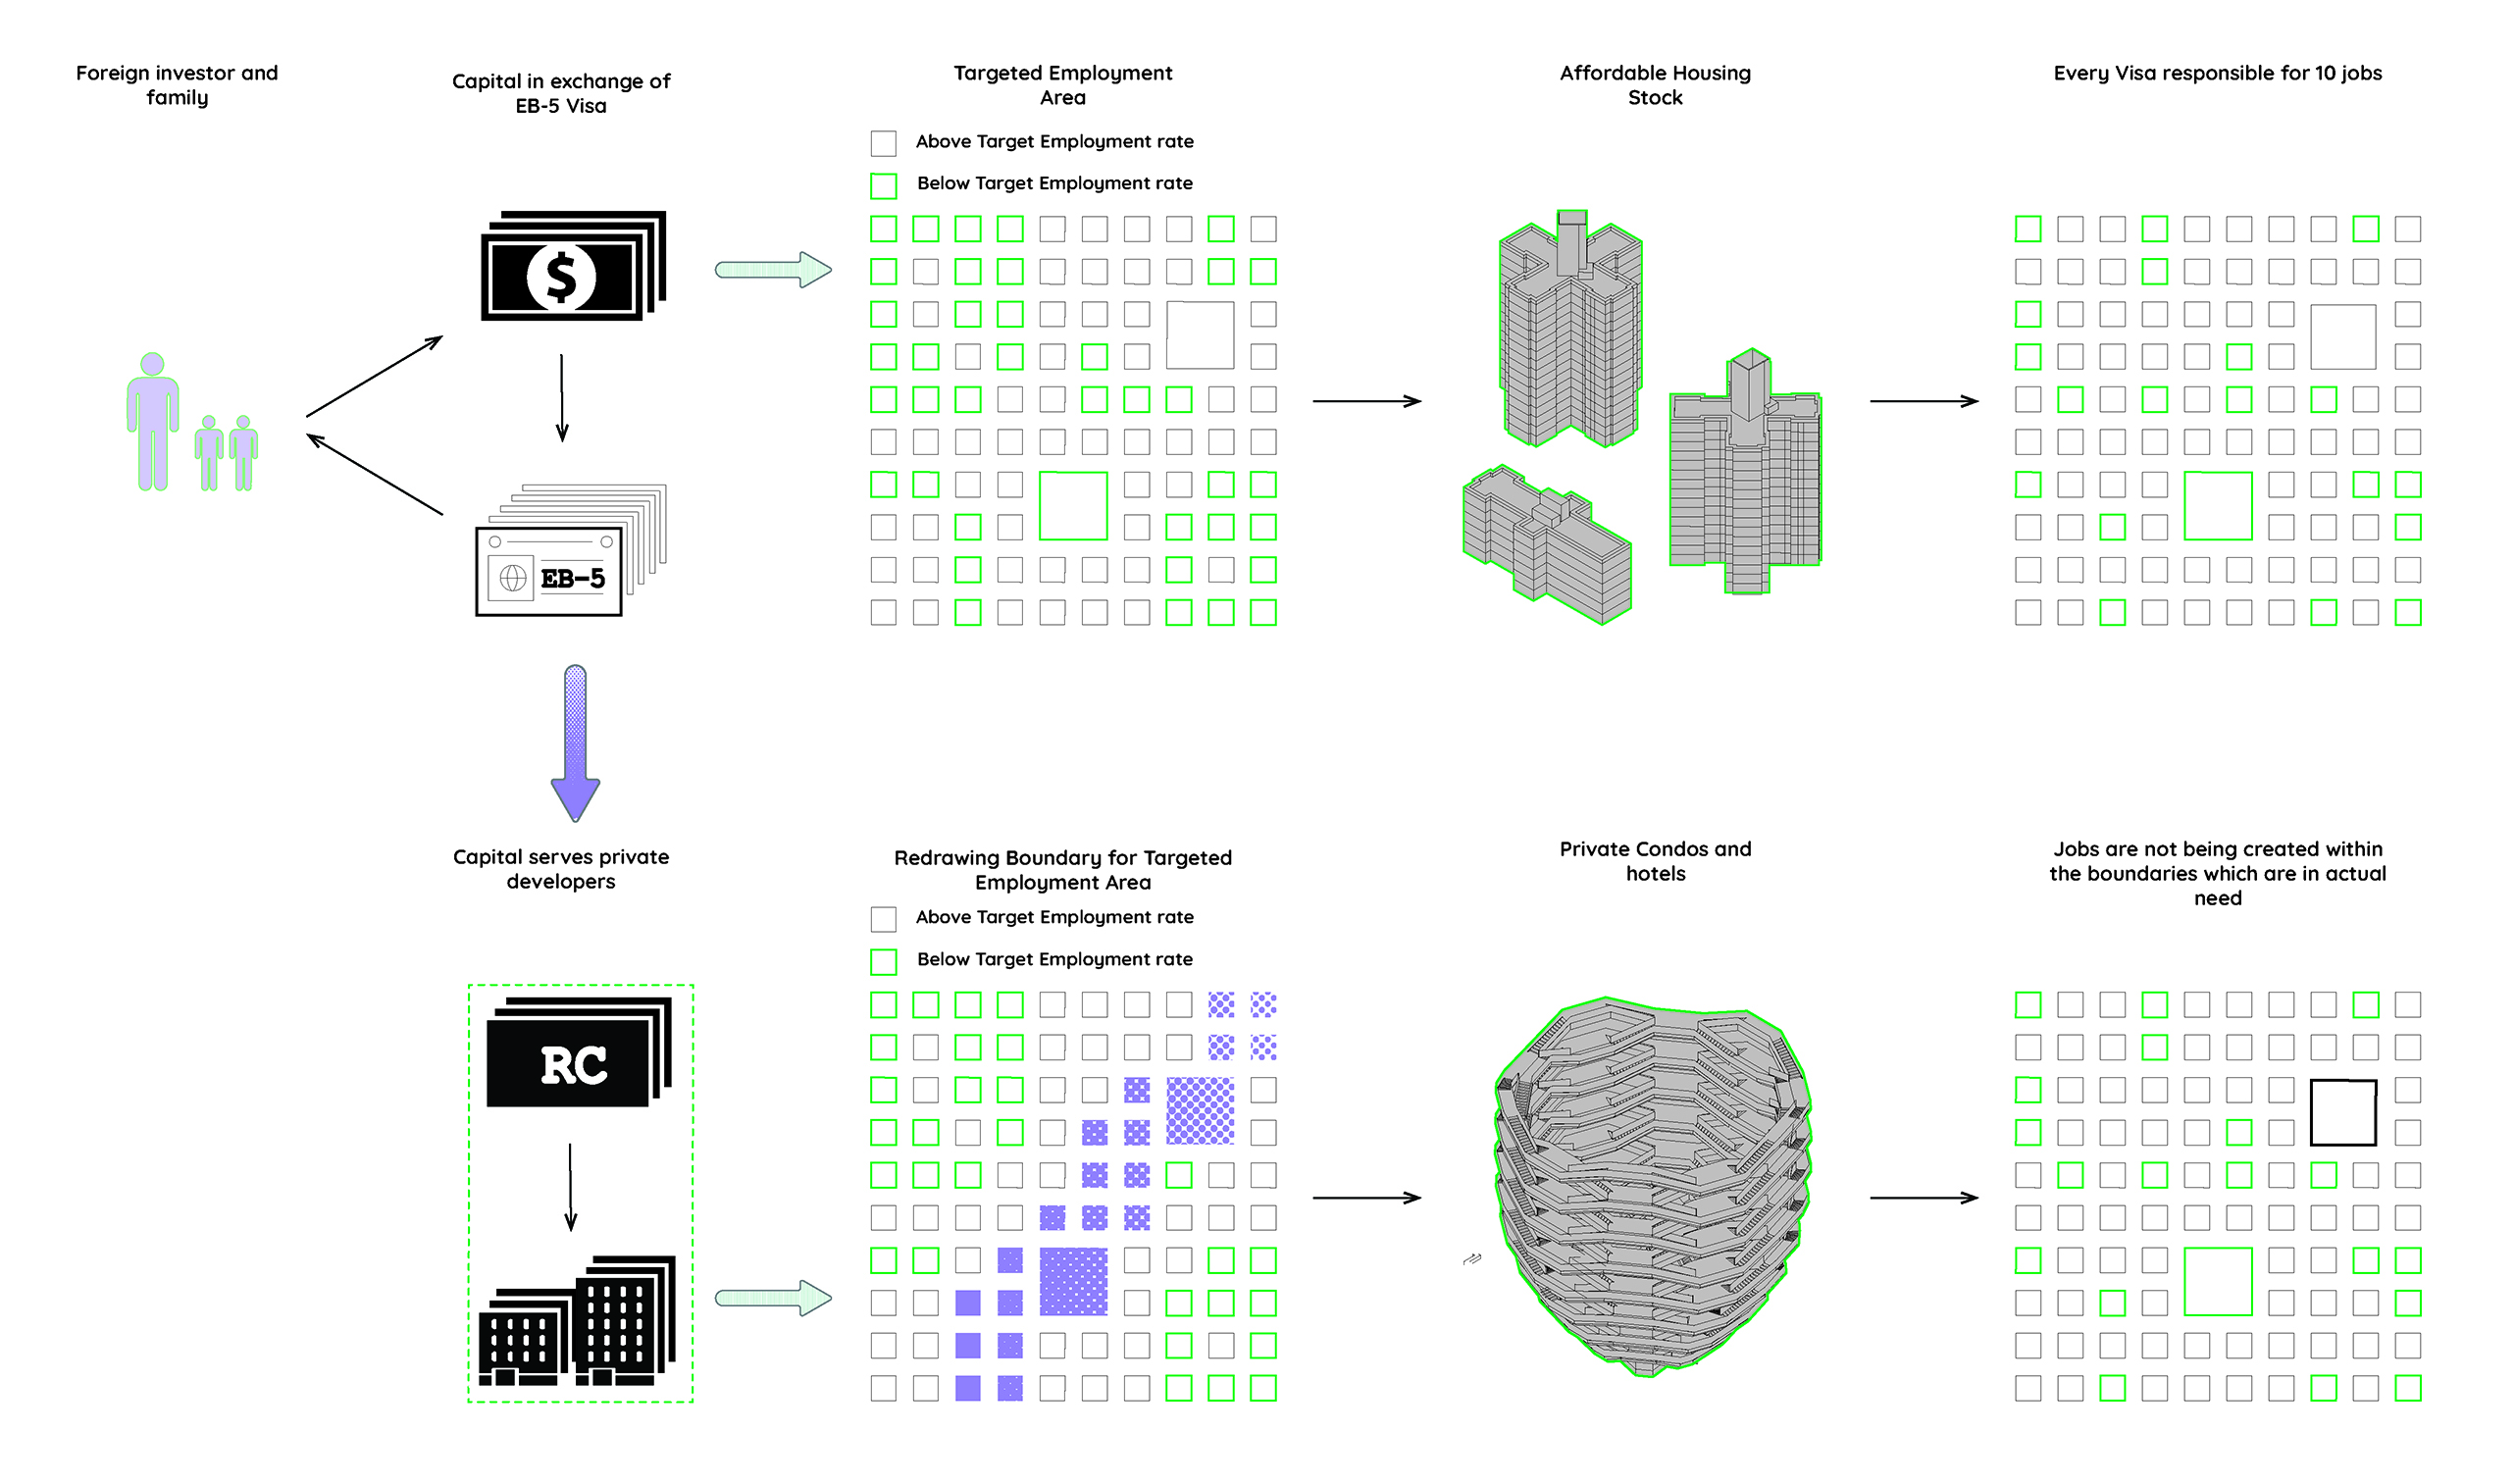 Foreign investor and
family
Capital in exchange of
EB-5 Visa
Targeted Employment
Area
Above Target Employment rate
Below Target Employment rate
Affordable Housing
Stock
Every Visa responsible for 10 jobs
$
EB-5
Capital serves private
developers
RC
Redrawing Boundary for Targeted
Employment Area
Above Target Employment rate
Below Target Employment rate
Private Condos and
hotels
Jobs are not being created within
the boundaries which are in actual
need